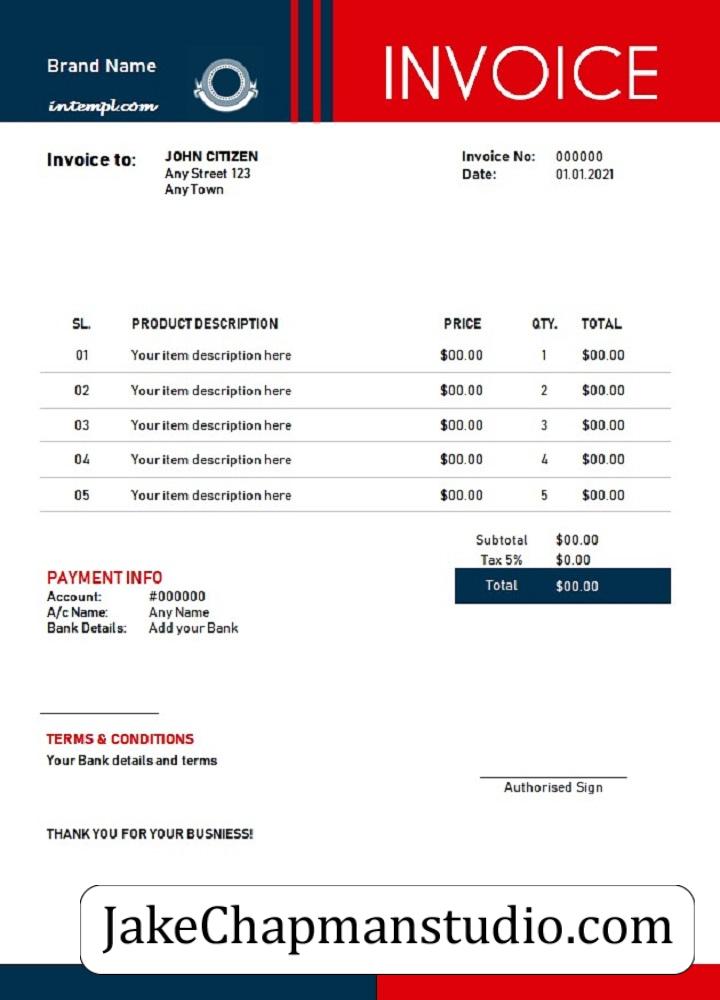 Brand Name
intempl.com
INVOICE
Invoice to: JOHN CITIZEN
Any Street 123
Any Town
Invoice No: 000000
Date: 01.01.2021
SL. PRODUCT DESCRIPTION PRICE QTY. TOTAL
01 Your item description here $00.00 1 $00.00
02 Your item description here $00.00 2 $00.00
03 Your item description here $00.00 3 $00.00
04 Your item description here $00.00 4 $00.00
05 Your item description here $00.00 5 $00.00
Subtotal $00.00
Tax 5% $0.00
Total $00.00
PAYMENT INFO
Account: #000000
A/c Name: Any Name
Bank Details: Add your Bank
TERMS & CONDITIONS
Your Bank details and terms
Authorised Sign
THANK YOU FOR YOUR BUSNIESS!
JakeChapmanstudio.com